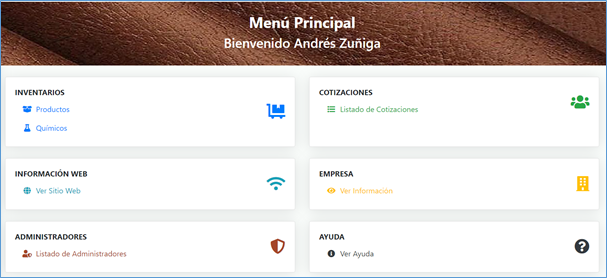 Menú Principal
Bienvenido Andrés Zuñiga
INVENTARIOS
Productos
Químicos
COTIZACIONES
Listado de Cotizaciones
INFORMACIÓN WEB
Ver Sitio Web
EMPRESA
Ver Información
ADMINISTRADORES
Listado de Administradores
AYUDA
Ver Ayuda